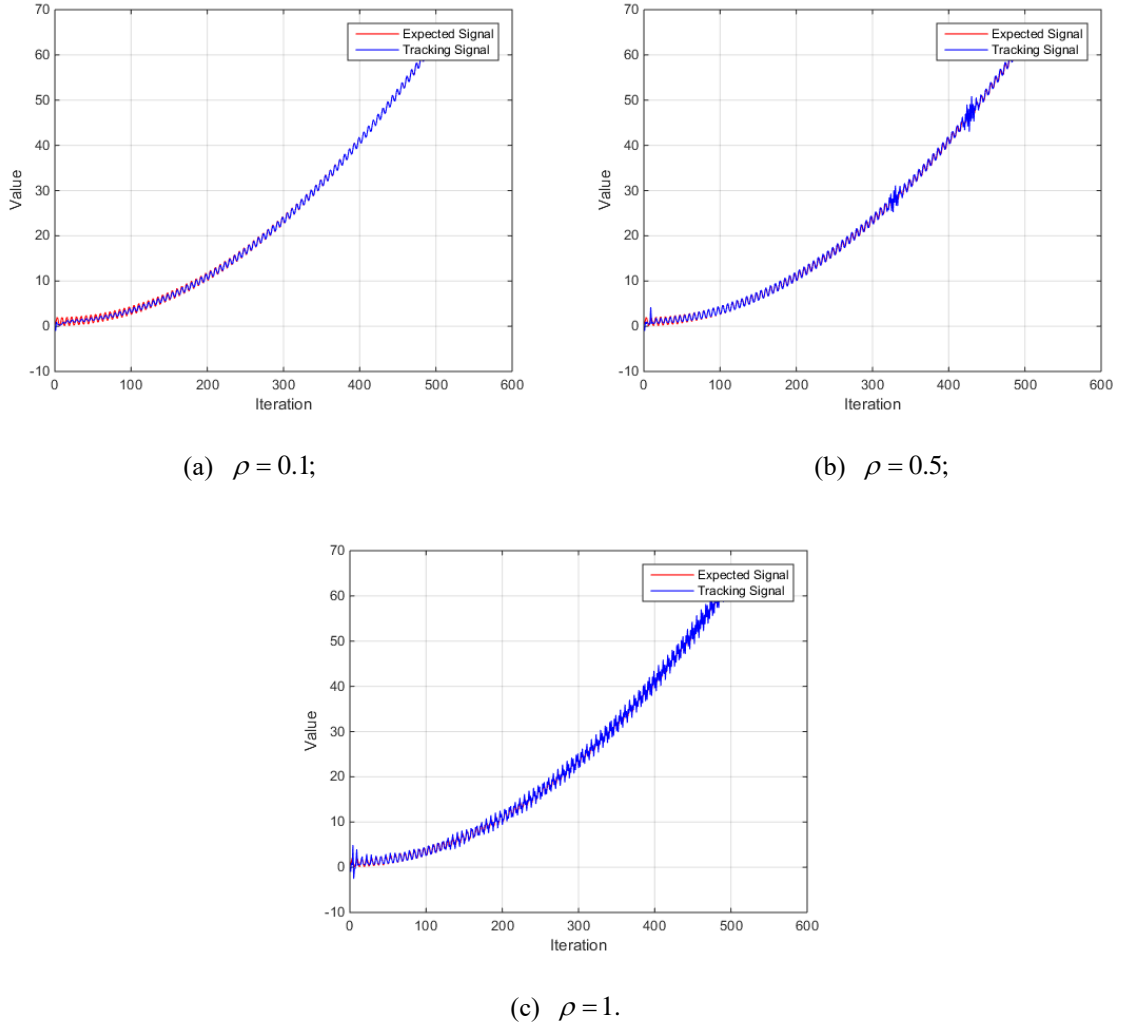 70
60
50
40
30
20
10
0
-10
Value
0 100 200 300 400 500 600
Iteration
Expected Signal
Tracking Signal
(a) ρ = 0.1;
70
60
50
40
30
20
10
0
-10
Value
0 100 200 300 400 500 600
Iteration
Expected Signal
Tracking Signal
(b) ρ = 0.5;
70
60
50
40
30
20
10
0
-10
Value
0 100 200 300 400 500 600
Iteration
Expected Signal
Tracking Signal
(c) ρ = 1.